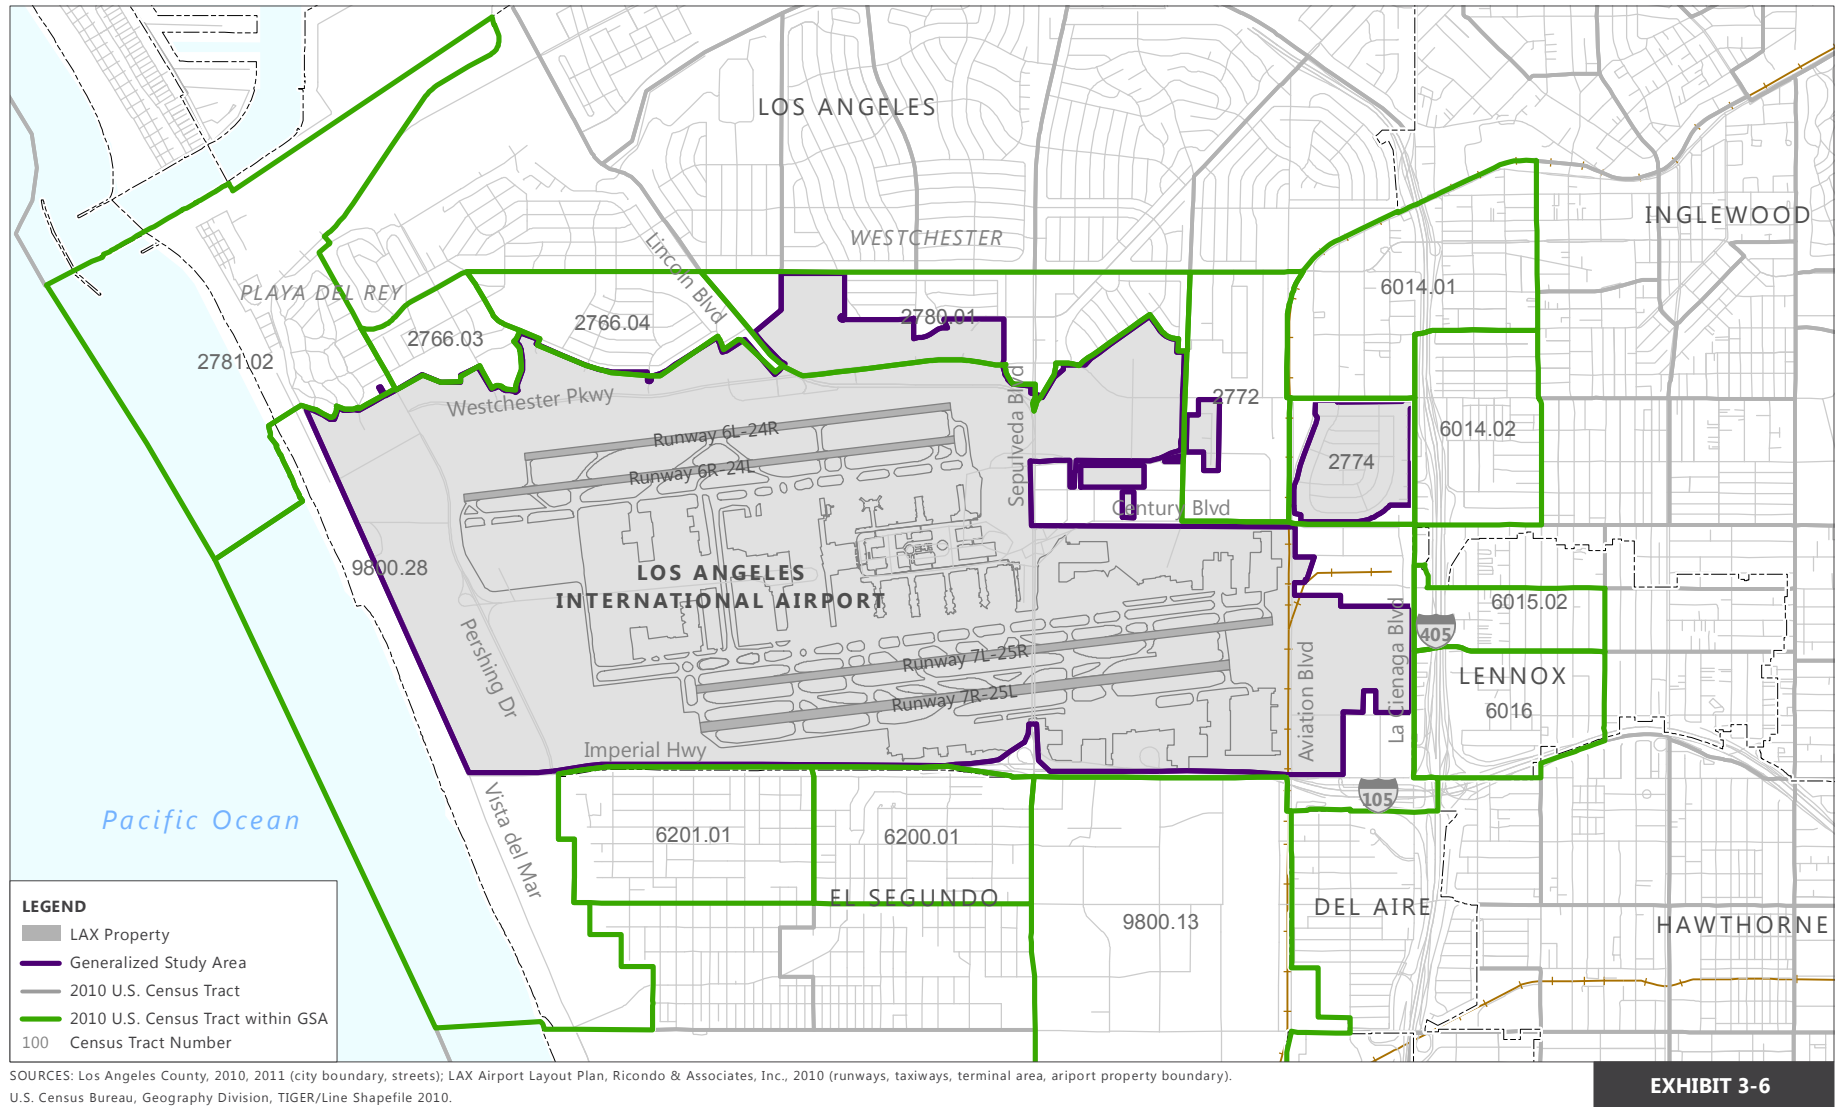 LOS ANGELES
INGLEWOOD
WESTCHESTER
Lincoln Blvd
PLAYA DEL REY
6014.01
2766.04
2780.01
2766.03
2781.02
2772
Westchester Pkwy
Sepulveda Blvd
6014.02
Runway 6L-24R
2774
Runway 6R-24L
Century Blvd
9800.28
LOS ANGELES
INTERNATIONAL AIRPORT
6015.02
405
La Cienaga Blvd
Pershing Dr
Runway 7L-25R
Aviation Blvd
LENNOX
6016
Runway 7R-25L
Imperial Hwy
105
Vista del Mar
Pacific Ocean
6201.01
6200.01
EL SEGUNDO
DEL AIRE
9800.13
HAWTHORNE
LEGEND
LAX Property
Generalized Study Area
2010 U.S. Census Tract
2010 U.S. Census Tract within GSA
100 Census Tract Number
SOURCES: Los Angeles County, 2010, 2011 (city boundary, streets); LAX Airport Layout Plan, Ricondo & Associates, Inc., 2010 (runways, taxiways, terminal area, ariport property boundary).
U.S. Census Bureau, Geography Division, TIGER/Line Shapefile 2010.
EXHIBIT 3-6